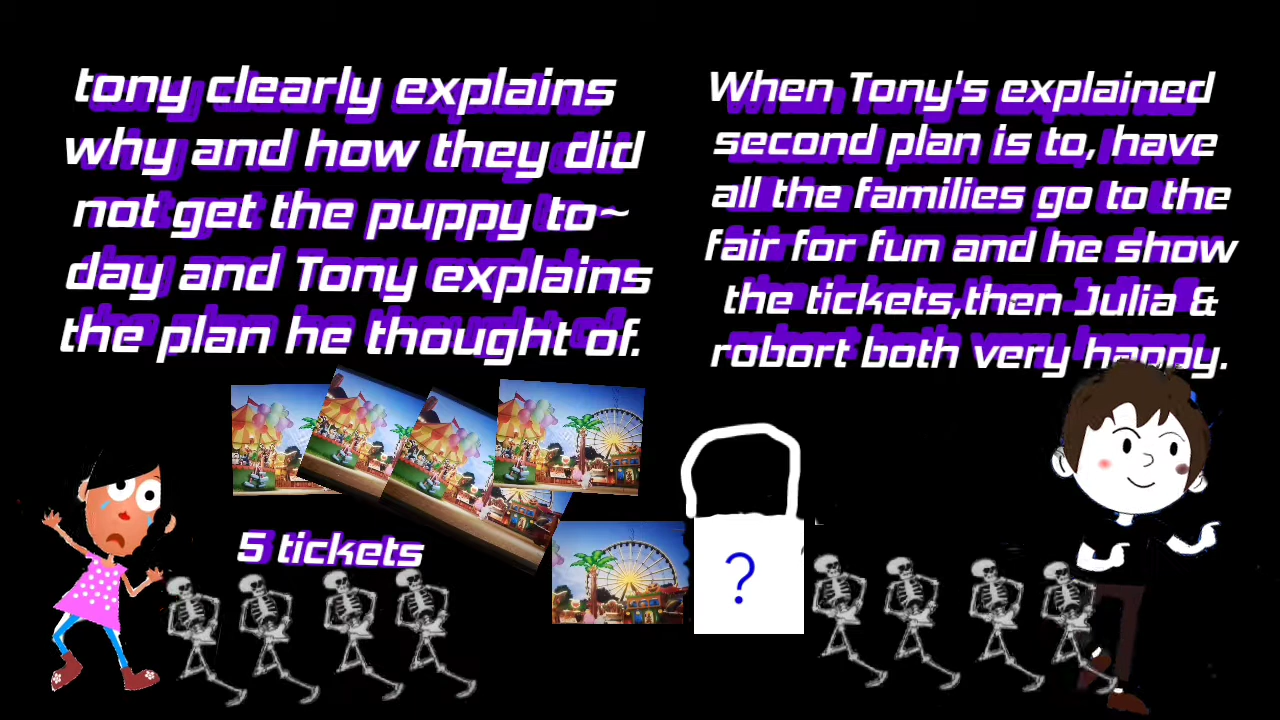 tony clearly explains
why and how they did
not get the puppy to~
day and Tony explains
the plan he thought of.
When Tony's explained
second plan is to, have
all the families go to the
fair for fun and he show
the tickets,then Julia &
robort both very happy.
5 tickets
?